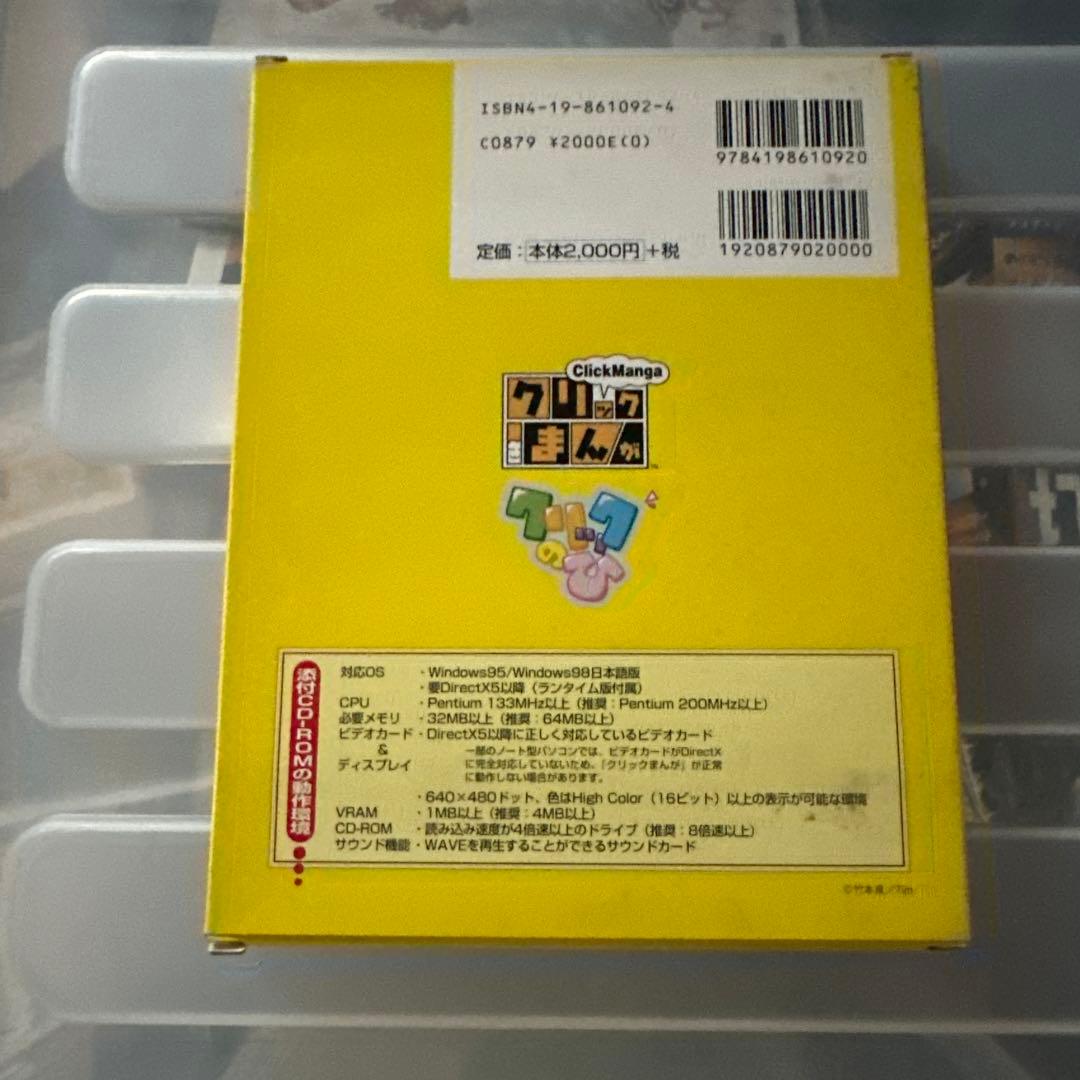 ISBN4-19-861092-4
C0879 ¥2000E(0)
9784198610920
定価：本体2,000円＋税
1920879020000
ClickManga
クリック
まんが
クリック
の日
添付CD-ROMの動作環境
対応OS ・Windows95/Windows98日本語版
・要DirectX5以降（ランタイム版付属）
CPU ・Pentium 133MHz以上（推奨：Pentium 200MHz以上）
必要メモリ ・32MB以上（推奨：64MB以上）
ビデオカード ・DirectX5以降に正しく対応しているビデオカード
&
ディスプレイ
一部のノート型パソコンでは、ビデオカードがDirectX
に完全対応していないため、「クリックまんが」が正常
に動作しない場合があります。
・640×480ドット、色はHigh Color（16ビット）以上の表示が可能な環境
VRAM ・1MB以上（推奨：4MB以上）
CD-ROM ・読み込み速度が4倍速以上のドライブ（推奨：8倍速以上）
サウンド機能 ・WAVEを再生することができるサウンドカード
©竹本泉／Tim